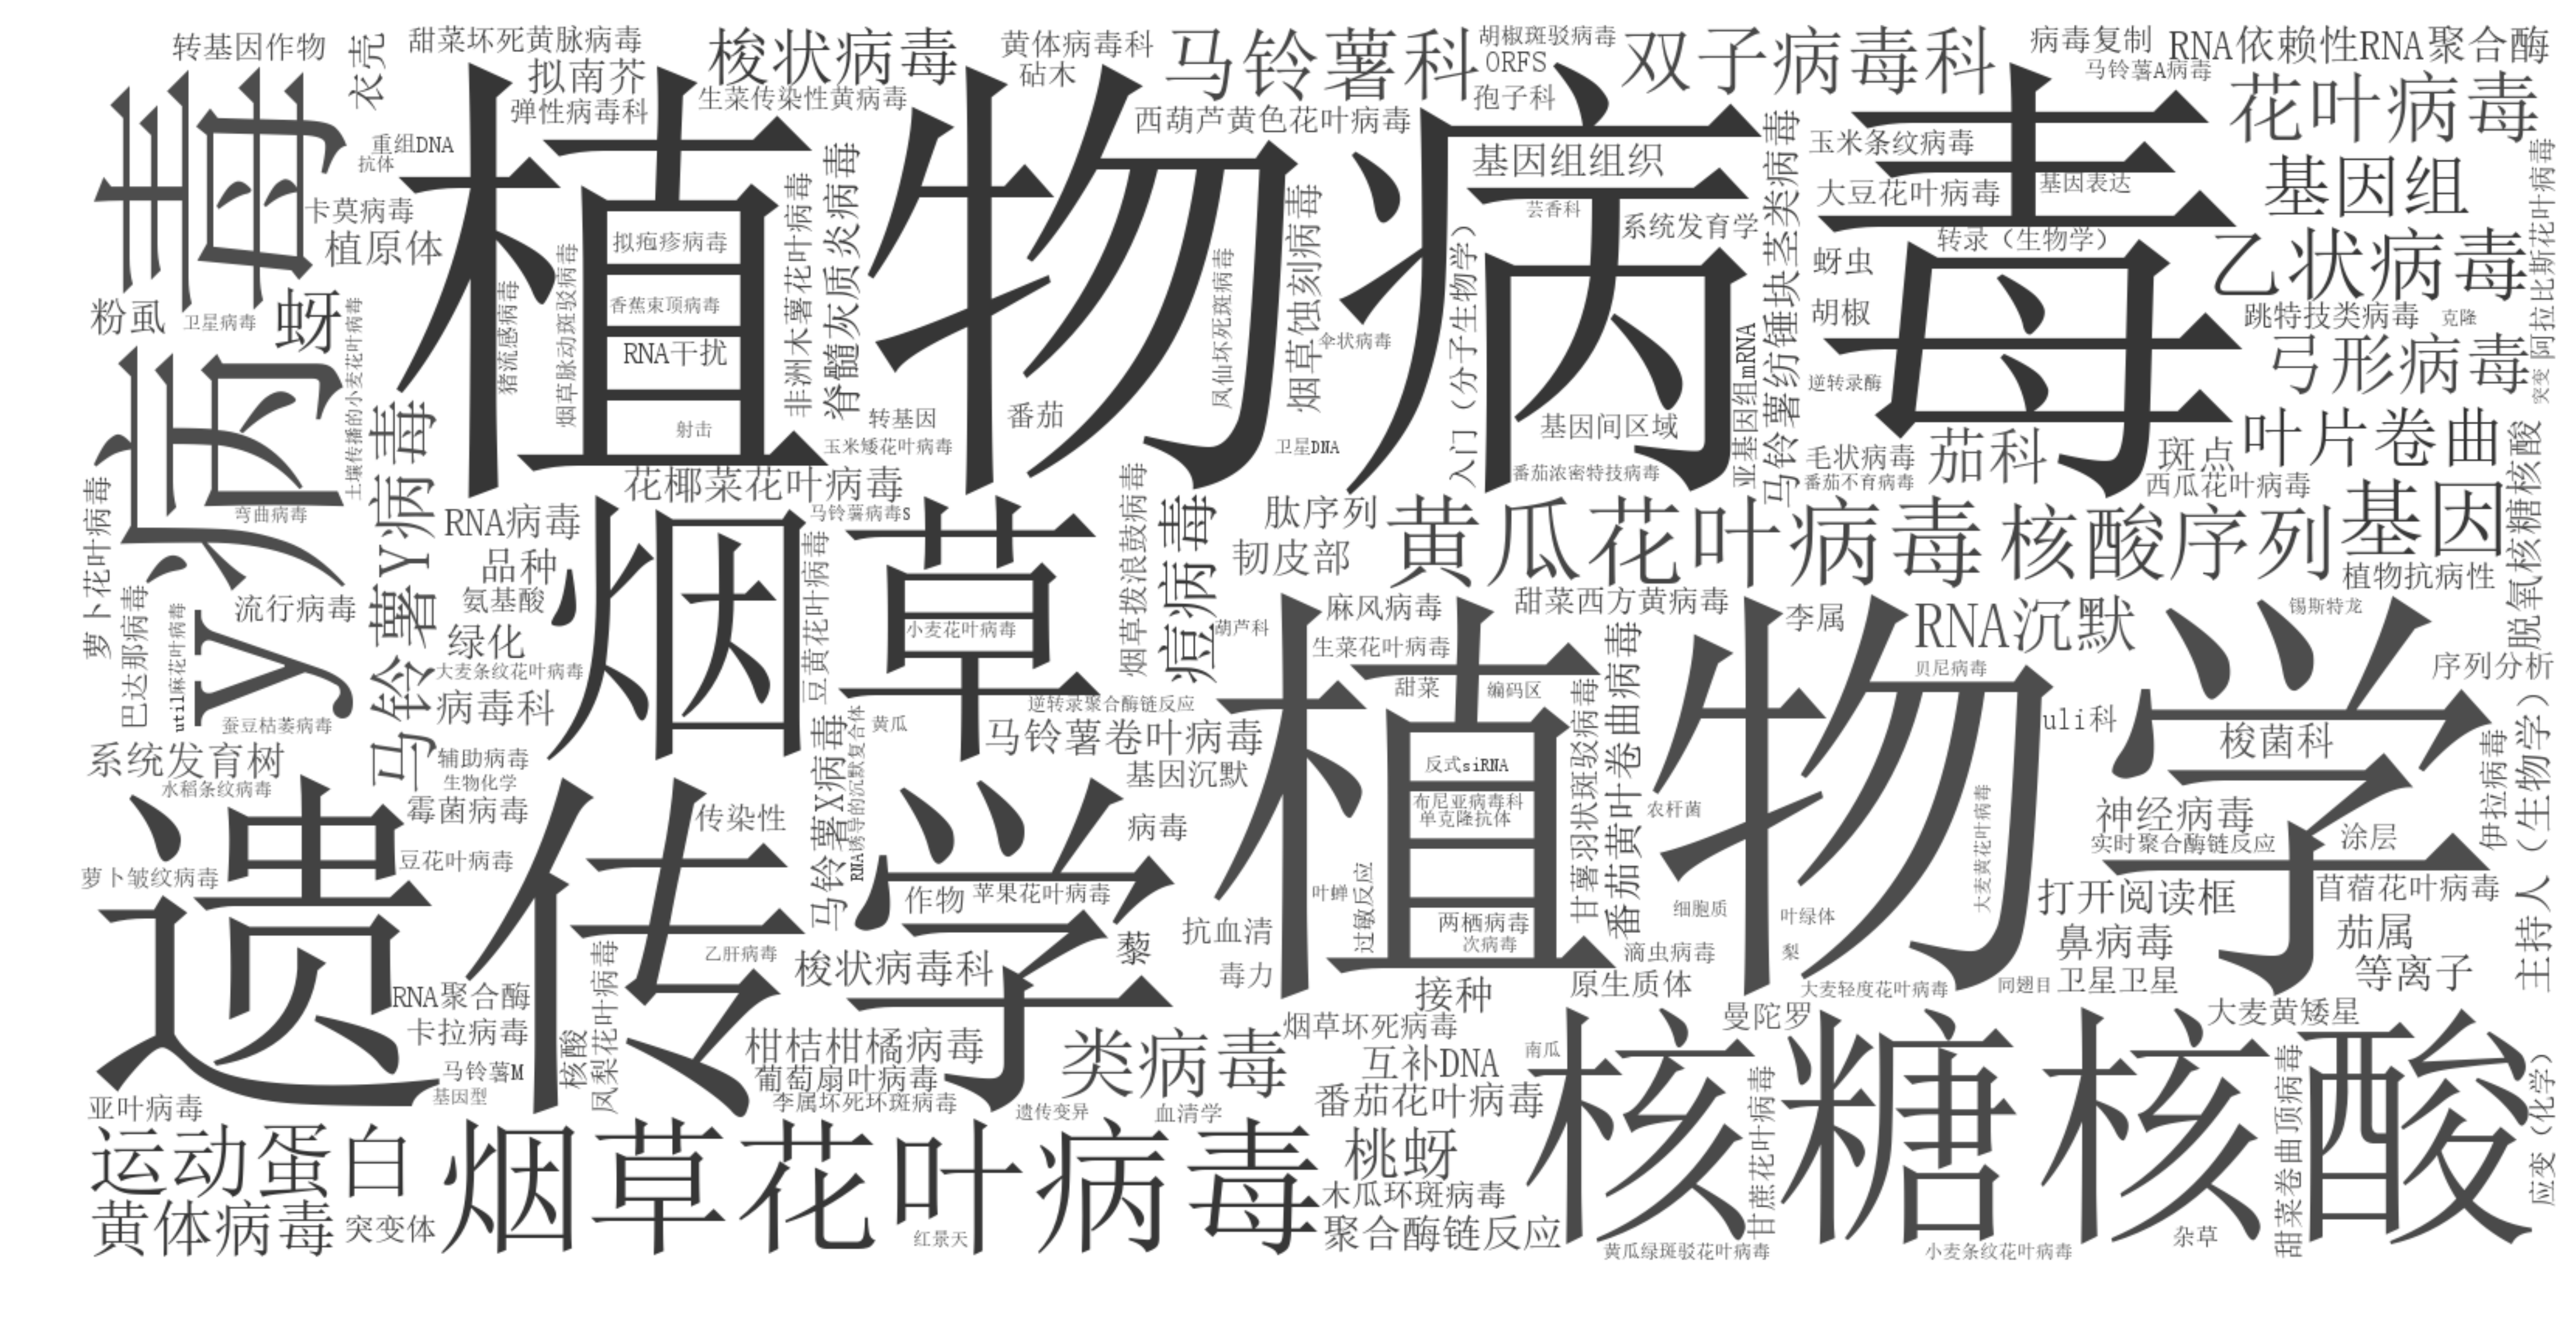 转基因作物
衣壳
甜菜坏死黄脉病毒
拟南芥
弹性病毒科
梭状病毒
生菜传染性黄病毒
黄体病毒科
砧木
马铃薯科
西葫芦黄色花叶病毒
胡椒斑驳病毒
ORFS
孢子科
双子病毒科
病毒复制
马铃薯A病毒
RNA依赖性RNA聚合酶
花叶病毒
重组DNA
抗体
病毒
植物病毒
卡莫病毒
植原体
拟疱疹病毒
香蕉束顶病毒
RNA干扰
射击
猪流感病毒
烟草脉动斑驳病毒
非洲木薯花叶病毒
脊髓灰质炎病毒
凤仙坏死斑病毒
烟草蚀刻病毒
伞状病毒
基因组组织
芸香科
系统发育学
入门（分子生物学）
基因间区域
亚基因组mRNA
马铃薯纺锤块茎类病毒
玉米条纹病毒
大豆花叶病毒
基因表达
转录（生物学）
蚜虫
胡椒
逆转录酶
基因组
乙状病毒
跳特技类病毒
克隆
弓形病毒
阿拉比斯花叶病毒
突变
粉虱
卫星病毒
蚜
土壤传播的小麦花叶病毒
转基因
玉米矮花叶病毒
番茄
卫星DNA
番茄浓密特技病毒
毛状病毒
番茄不育病毒
茄科
斑点
西瓜花叶病毒
叶片卷曲
脱氧核糖核酸
花椰菜花叶病毒
弯曲病毒
萝卜花叶病毒
马铃薯Y病毒
RNA病毒
品种
氨基酸
绿化
烟草
马铃薯病毒S
豆黄花叶病毒
小麦花叶病毒
烟草拨浪鼓病毒
痘病毒
肽序列
韧皮部
黄瓜花叶病毒
核酸序列
基因
植物抗病性
巴达那病毒
util麻花叶病毒
y
流行病毒
蚕豆枯萎病毒
大麦条纹花叶病毒
病毒科
葫芦科
麻风病毒
生菜花叶病毒
甜菜西方黄病毒
李属
RNA沉默
贝尼病毒
锡斯特龙
序列分析
植物学
甜菜
编码区
逆转录聚合酶链反应
马铃薯卷叶病毒
基因沉默
黄瓜
马铃薯X病毒
RNA诱导的沉默复合体
反式siRNA
布尼亚病毒科
单克隆抗体
甘薯羽状斑驳病毒
番茄黄叶卷曲病毒
农杆菌
细胞质
大麦黄花叶病毒
叶绿体
梨
uli科
梭菌科
伊拉病毒
主持人（生物学）
系统发育树
水稻条纹病毒
辅助病毒
生物化学
霉菌病毒
传染性
豆花叶病毒
萝卜皱纹病毒
遗传学
作物
苹果花叶病毒
病毒
抗血清
毒力
藜
叶蝉
过敏反应
两栖病毒
次病毒
神经病毒
实时聚合酶链反应
涂层
打开阅读框
苜蓿花叶病毒
鼻病毒
茄属
等离子
滴虫病毒
原生质体
大麦轻度花叶病毒
同翅目
卫星卫星
乙肝病毒
梭状病毒科
RNA聚合酶
卡拉病毒
马铃薯M
基因型
核酸
凤梨花叶病毒
柑桔柑橘病毒
葡萄扇叶病毒
李属坏死环斑病毒
类病毒
遗传变异
血清学
接种
烟草坏死病毒
互补DNA
番茄花叶病毒
南瓜
曼陀罗
大麦黄矮星
核糖核酸
甘蔗花叶病毒
甜菜卷曲顶病毒
应变（化学）
亚叶病毒
运动蛋白
黄体病毒
突变体
烟草花叶病毒
红景天
桃蚜
木瓜环斑病毒
聚合酶链反应
黄瓜绿斑驳花叶病毒
小麦条纹花叶病毒
杂草